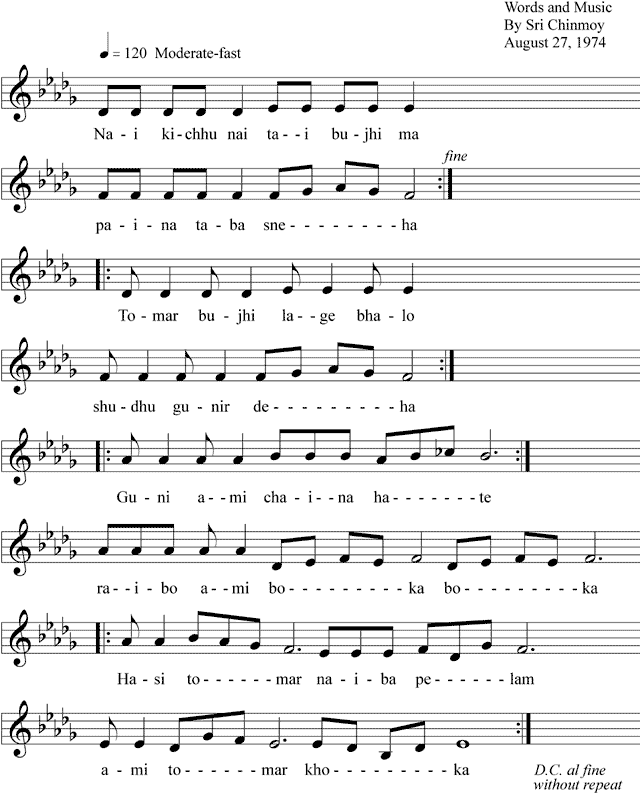 Words and Music
By Sri Chinmoy
August 27, 1974
= 120 Moderate-fast
Na - - i ki-chhu nai ta - - i bu-jhi ma
fine
pa - i - na ta - ba sne - - - - - - - - ha
To - mar bu - jhi la - - ge bha - lo
shu - dhu gu - nir de - - - - - - - - ha
Gu - ni a - - mi cha - - i - na ha - - - - - - - te
ra - i - bo a - - mi bo - - - - - - - - ka bo - - - - - - - - ka
Ha - si to - - - - mar na - i - ba pe - - - - - lam
a - mi to - - - - - mar kho - - - - - - - ka
D.C. al fine
without repeat